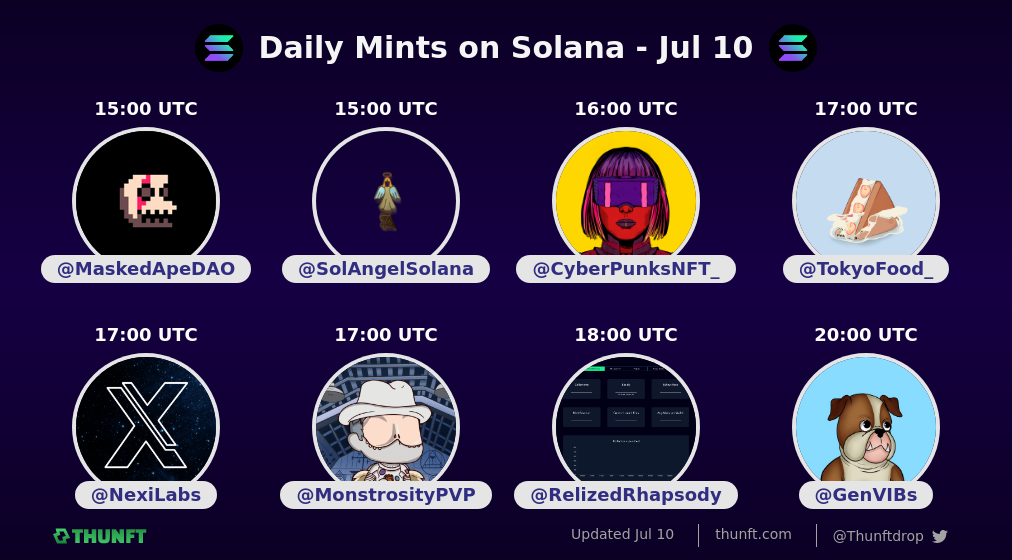 Daily Mints on Solana - Jul 10
15:00 UTC
@MaskedApeDAO
15:00 UTC
@SolAngelSolana
16:00 UTC
@CyberPunksNFT_
17:00 UTC
@TokyoFood_
17:00 UTC
@NexiLabs
17:00 UTC
@MonstrosityPVP
18:00 UTC
@RelizedRhapsody
20:00 UTC
@GenVIBs
THUNFT
Updated Jul 10
thunft.com
@Thunftdrop